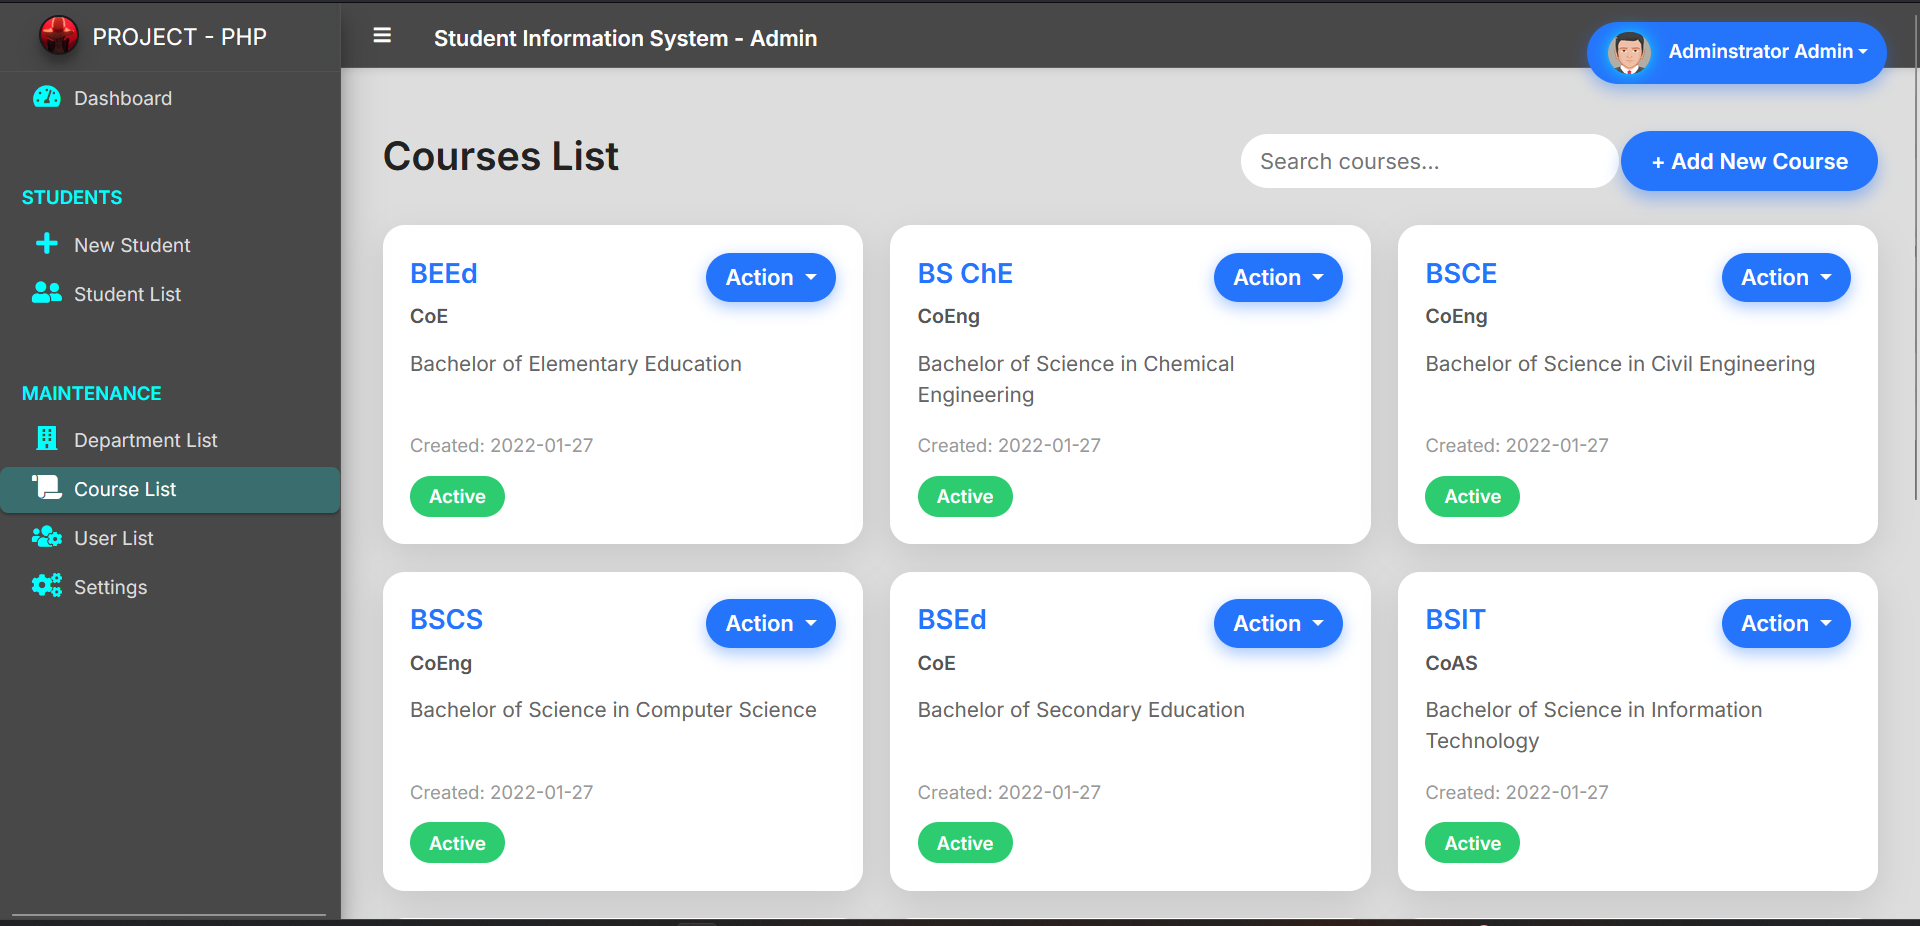 PROJECT - PHP
Student Information System - Admin
Adminstrator Admin
Dashboard
STUDENTS
New Student
Student List
MAINTENANCE
Department List
Course List
User List
Settings
Courses List
Search courses...
+ Add New Course
BEEd
Action
CoE
Bachelor of Elementary Education
Created: 2022-01-27
Active
BS ChE
Action
CoEng
Bachelor of Science in Chemical
Engineering
Created: 2022-01-27
Active
BSCE
Action
CoEng
Bachelor of Science in Civil Engineering
Created: 2022-01-27
Active
BSCS
Action
CoEng
Bachelor of Science in Computer Science
Created: 2022-01-27
Active
BSEd
Action
CoE
Bachelor of Secondary Education
Created: 2022-01-27
Active
BSIT
Action
CoAS
Bachelor of Science in Information
Technology
Created: 2022-01-27
Active